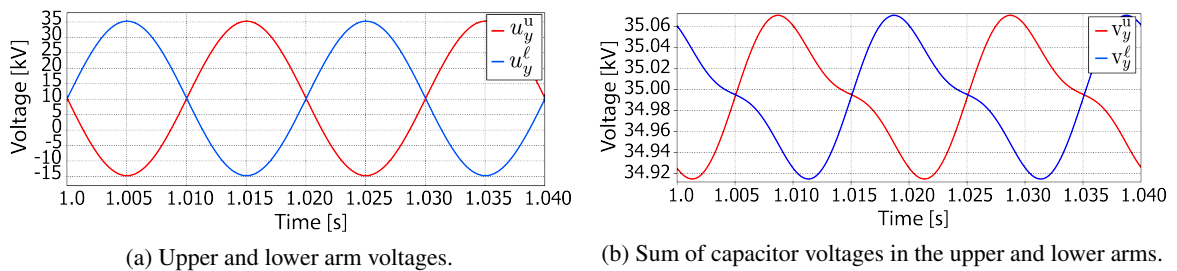 35
30
25
20
15
10
5
0
-5
-10
-15
Voltage [kV]
1.0 1.005 1.010 1.015 1.020 1.025 1.030 1.035 1.040
Time [s]
u_y^u
u_y^ℓ
(a) Upper and lower arm voltages.
35.06
35.04
35.02
35.00
34.98
34.96
34.94
34.92
Voltage [kV]
1.0 1.005 1.010 1.015 1.020 1.025 1.030 1.035 1.040
Time [s]
v_y^u
v_y^ℓ
(b) Sum of capacitor voltages in the upper and lower arms.